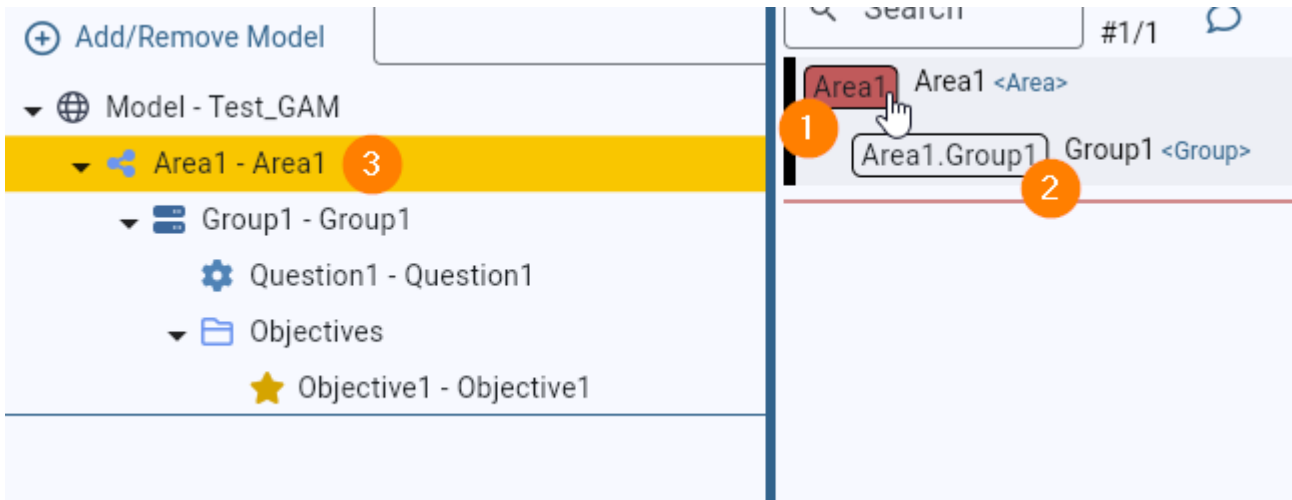 Add/Remove Model
Model - Test_GAM
Area1 - Area1 3
Group1 - Group1
Question1 - Question1
Objectives
Objective1 - Objective1
Search
#1/1
Area1 Area1 <Area>
1
Area1.Group1 Group1 <Group>
2